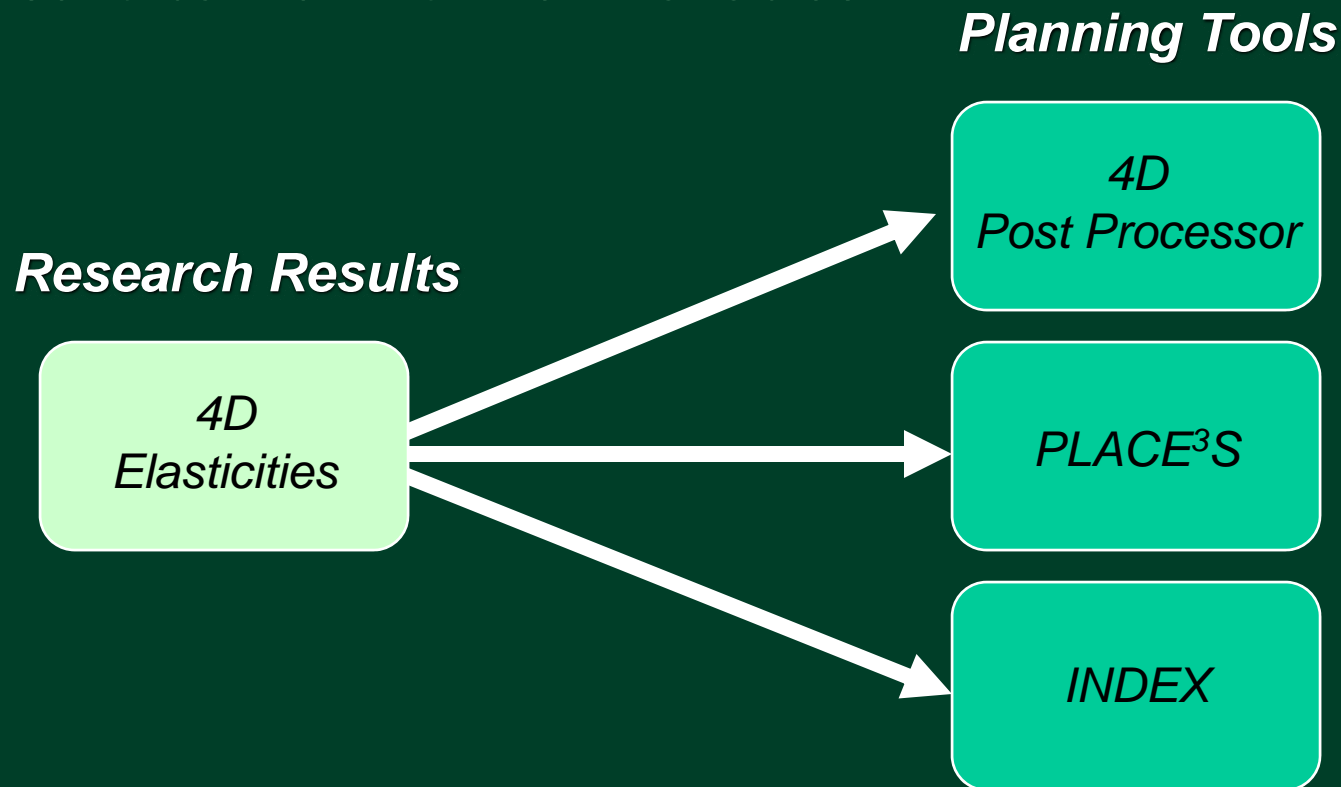 Planning Tools
4D
Post Processor
Research Results
4D
Elasticities
PLACE³S
INDEX